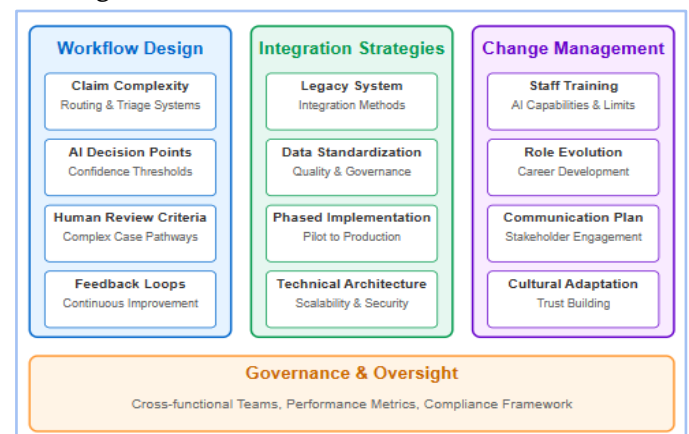 Workflow Design
Claim Complexity
Routing & Triage Systems
AI Decision Points
Confidence Thresholds
Human Review Criteria
Complex Case Pathways
Feedback Loops
Continuous Improvement
Integration Strategies
Legacy System
Integration Methods
Data Standardization
Quality & Governance
Phased Implementation
Pilot to Production
Technical Architecture
Scalability & Security
Change Management
Staff Training
AI Capabilities & Limits
Role Evolution
Career Development
Communication Plan
Stakeholder Engagement
Cultural Adaptation
Trust Building
Governance & Oversight
Cross-functional Teams, Performance Metrics, Compliance Framework